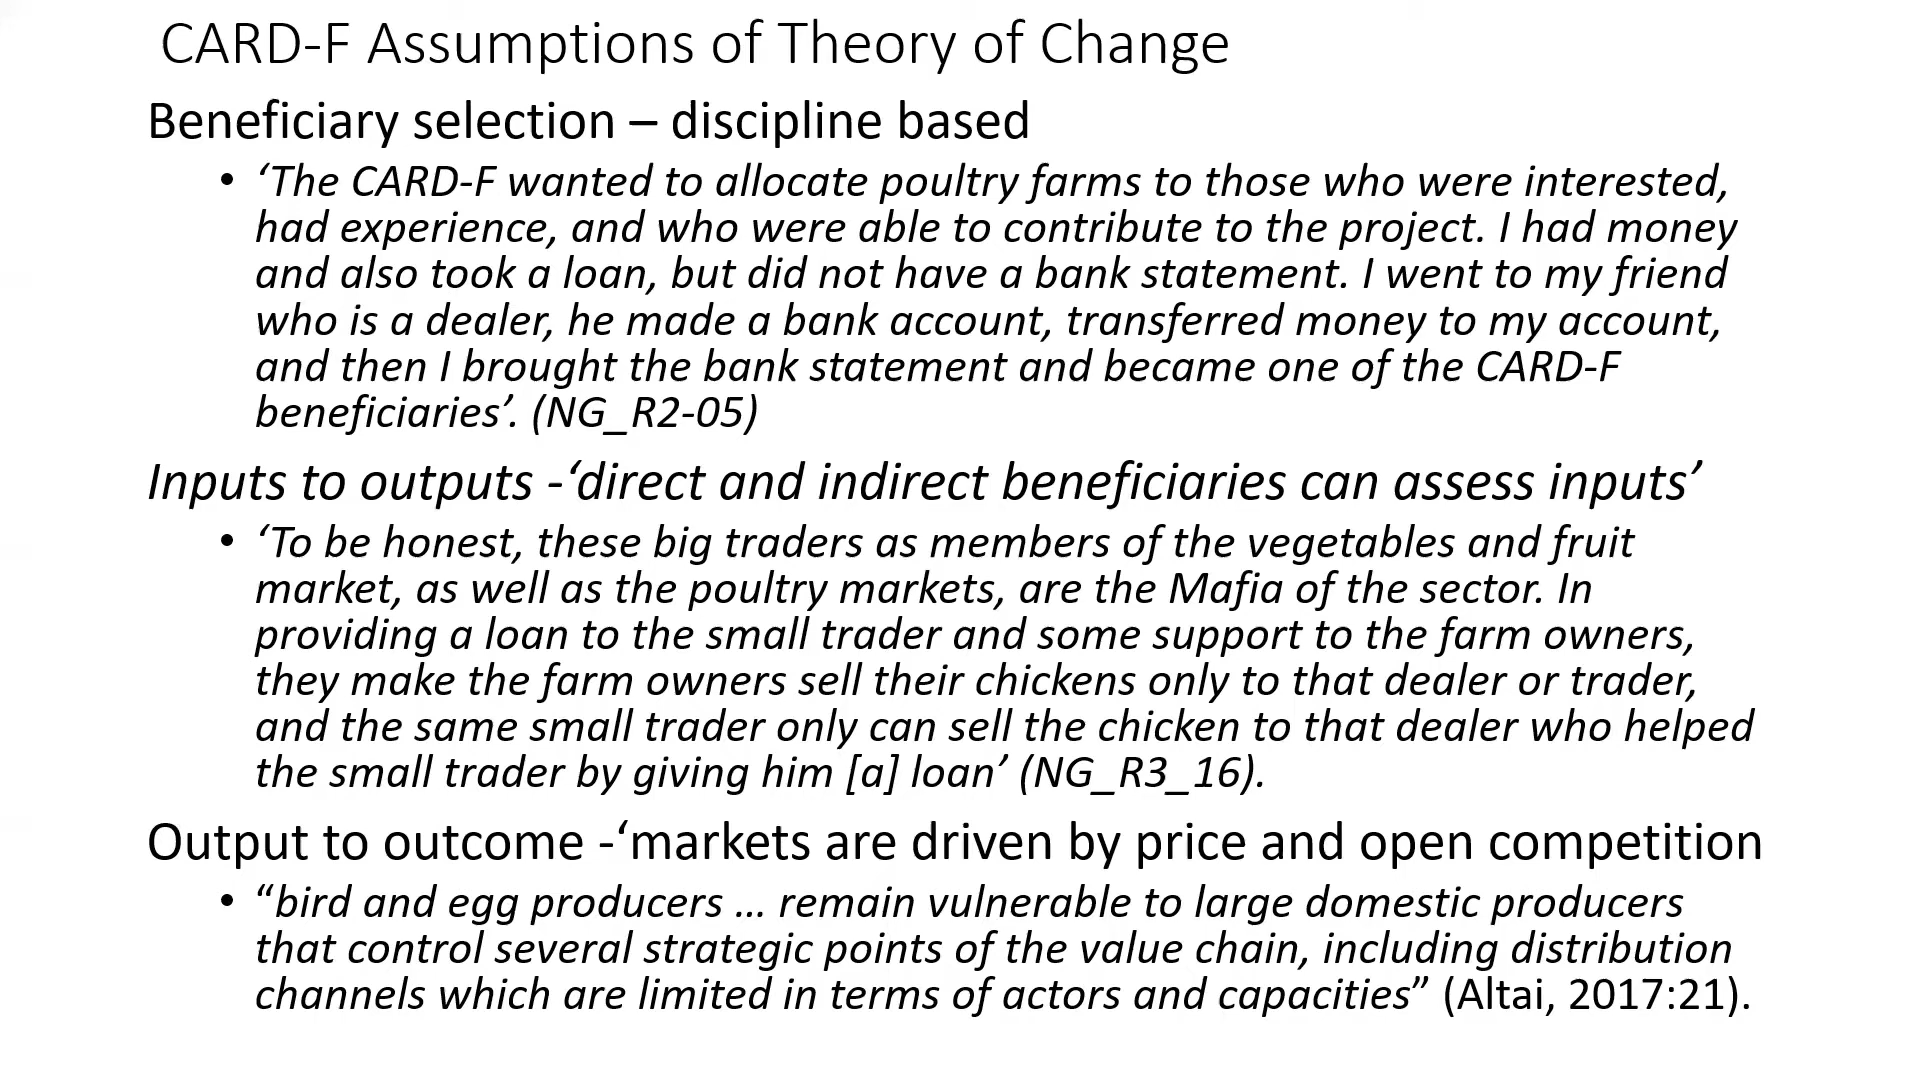 CARD-F Assumptions of Theory of Change
Beneficiary selection – discipline based
• ‘The CARD-F wanted to allocate poultry farms to those who were interested,
had experience, and who were able to contribute to the project. I had money
and also took a loan, but did not have a bank statement. I went to my friend
who is a dealer, he made a bank account, transferred money to my account,
and then I brought the bank statement and became one of the CARD-F
beneficiaries’. (NG_R2-05)
Inputs to outputs -‘direct and indirect beneficiaries can assess inputs’
• ‘To be honest, these big traders as members of the vegetables and fruit
market, as well as the poultry markets, are the Mafia of the sector. In
providing a loan to the small trader and some support to the farm owners,
they make the farm owners sell their chickens only to that dealer or trader,
and the same small trader only can sell the chicken to that dealer who helped
the small trader by giving him [a] loan’ (NG_R3_16).
Output to outcome -‘markets are driven by price and open competition
• “bird and egg producers … remain vulnerable to large domestic producers
that control several strategic points of the value chain, including distribution
channels which are limited in terms of actors and capacities” (Altai, 2017:21).